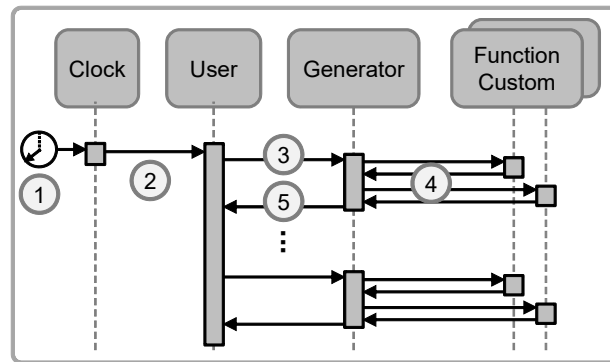 Clock
User
Generator
Function
Custom
1
2
3
4
5
...